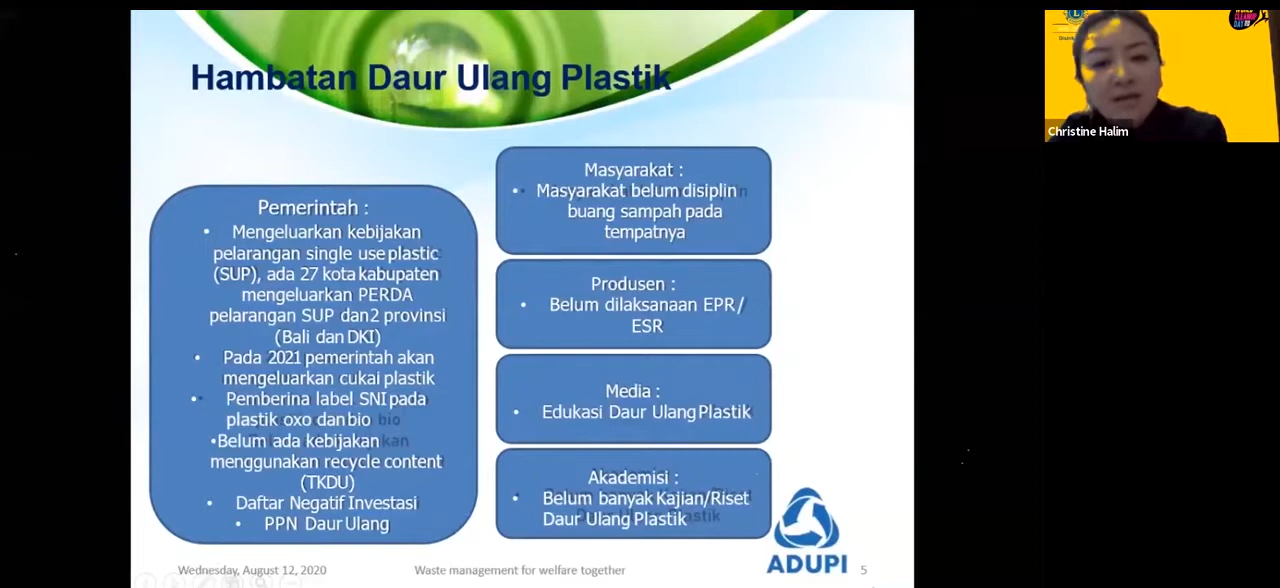 Hambatan Daur Ulang Plastik
Pemerintah :
• Mengeluarkan kebijakan
pelarangan single use plastic
(SUP), ada 27 kota kabupaten
mengeluarkan PERDA
pelarangan SUP dan2 provinsi
(Bali dan DKI)
• Pada 2021 pemerintah akan
mengeluarkan cukai plastik
• Pemberina label SNI pada
plastik oxo dan bio
•Belum ada kebijakan
menggunakan recycle content
(TKDU)
• Daftar Negatif Investasi
• PPN Daur Ulang
Masyarakat :
• Masyarakat belum disiplin
buang sampah pada
tempatnya
Produsen :
• Belum dilaksanaan EPR/
ESR
Media :
• Edukasi Daur Ulang Plastik
Akademisi :
• Belum banyak Kajian/Riset
Daur Ulang Plastik
ADUPI
Wednesday, August 12, 2020
Waste management for welfare together
5
CLEANUP
DAY
Christine Halim